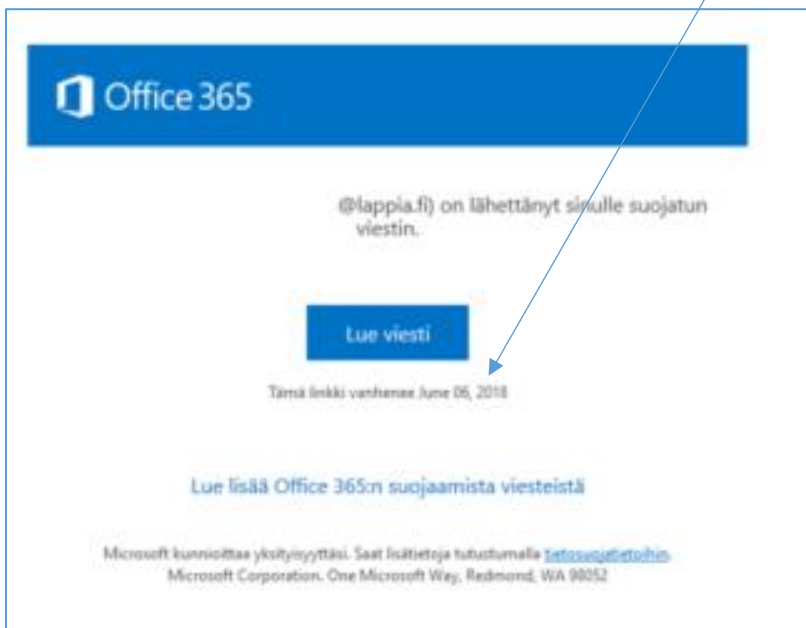 Office 365
@lappia.fi) on lähettänyt sinulle suojatun
viestin.
Lue viesti
Tämä linkki vanhenee June 06, 2018
Lue lisää Office 365:n suojaamista viesteistä
Microsoft kunnioittaa yksityisyyttäsi. Saat lisätietoja tutustumalla tietosuojatietoihin.
Microsoft Corporation. One Microsoft Way, Redmond, WA 98052